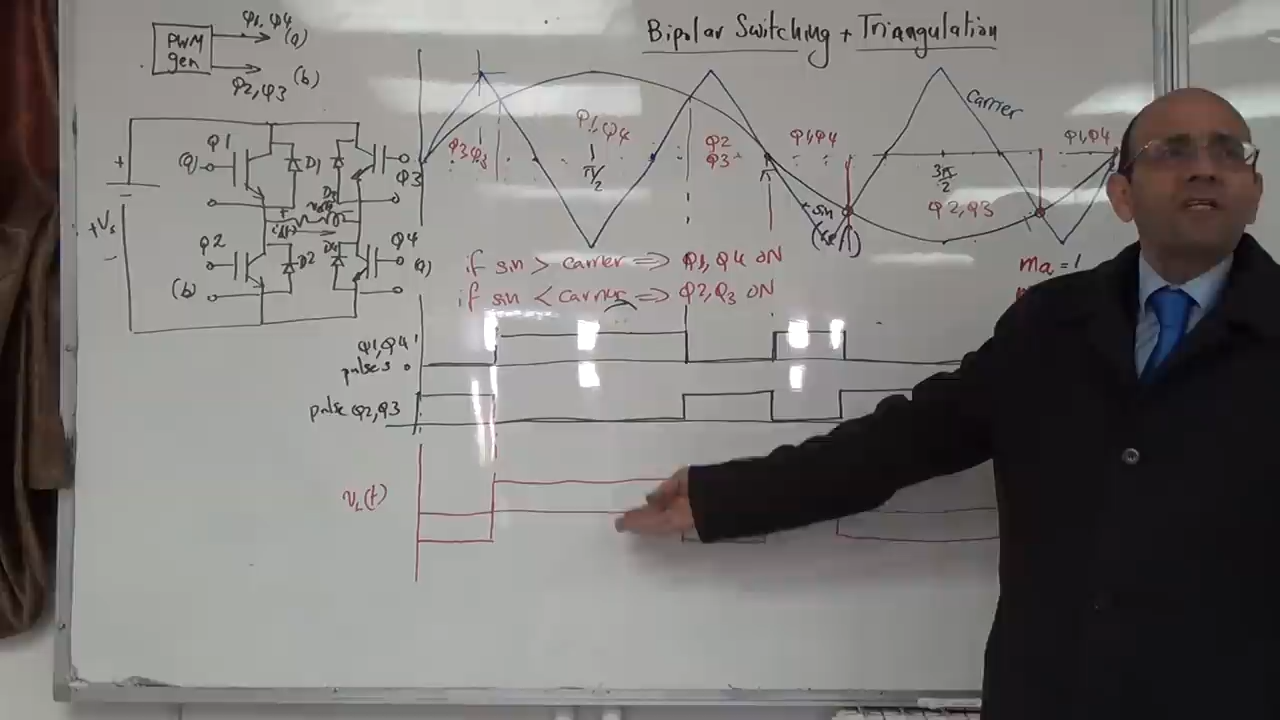 Bipolar Switching + Triangulation
PWM
gen
Q1, Q4 (a)
Q2, Q3 (b)
Q1
D1
Q3
+
-
+Vs
-
Q2
D2
Q4
(b)
Carrier
Q1, Q4
π/2
Q2
Q3
Q1, Q4
π
sin
3π/2
Q2, Q3
Q1, Q4
if sin > carrier ⇒ Q1, Q4 ON
if sin < carrier ⇒ Q2, Q3 ON
ma = 1
Q1, Q4
pulses 0
pulse Q2, Q3
vL(t)